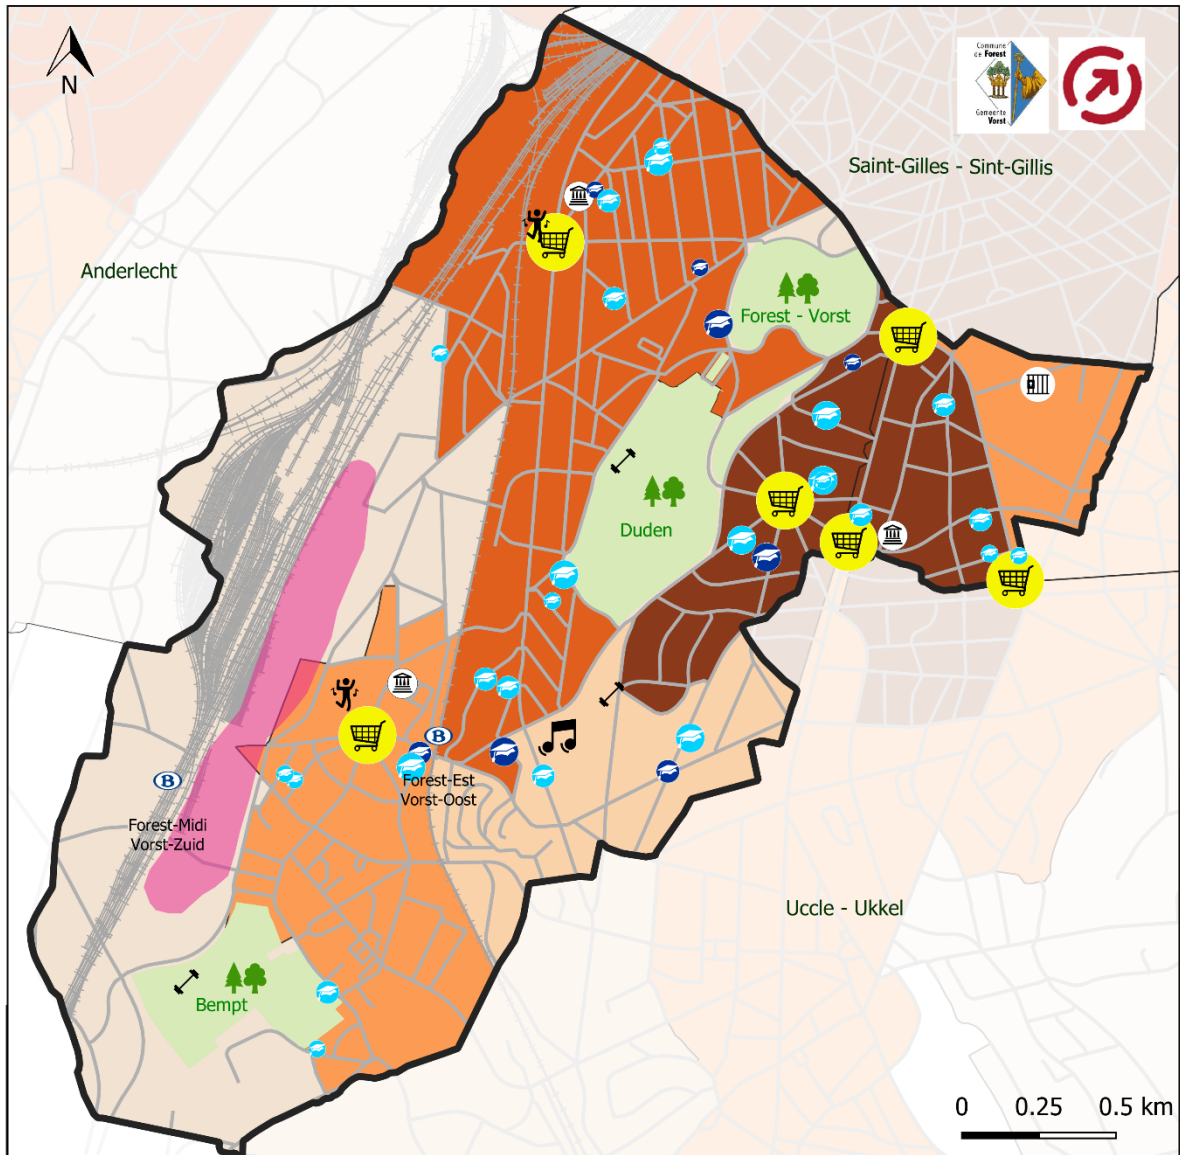 Commune
de Forest
Gemeente
Vorst
N
Saint-Gilles - Sint-Gillis
Anderlecht
Forest - Vorst
Duden
B
B
Forest-Est
Vorst-Oost
Forest-Midi
Vorst-Zuid
Uccle - Ukkel
Bempt
0 0.25 0.5 km